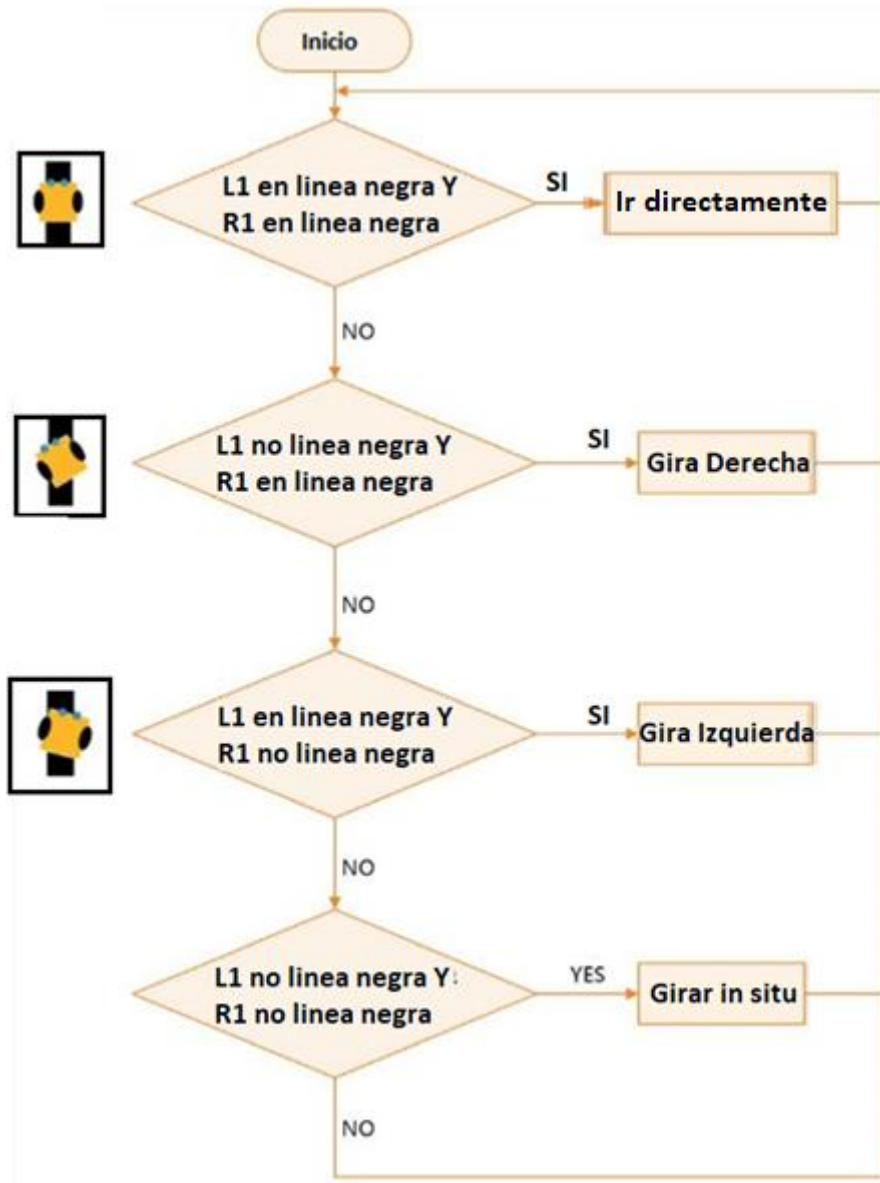 Inicio
L1 en linea negra Y
R1 en linea negra
SI
Ir directamente
NO
L1 no linea negra Y
R1 en linea negra
SI
Gira Derecha
NO
L1 en linea negra Y
R1 no linea negra
SI
Gira Izquierda
NO
L1 no linea negra Y
R1 no linea negra
YES
Girar in situ
NO